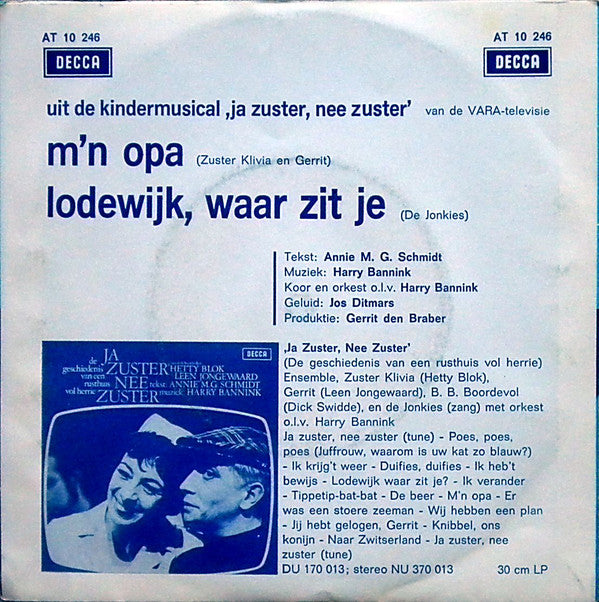 AT 10 246 AT 10 246
DECCA DECCA
uit de kindermusical ‚ja zuster, nee zuster’ van de VARA-televisie
m’n opa (Zuster Klivia en Gerrit)
lodewijk, waar zit je (De Jonkies)
Tekst: Annie M. G. Schmidt
Muziek: Harry Bannink
Koor en orkest o.l.v. Harry Bannink
Geluid: Jos Ditmars
Produktie: Gerrit den Braber
DECCA
JA
de ZUSTER HETTY BLOK
geschiedenis LEEN JONGEWAARD
van een NEE tekst: ANNIE M.G. SCHMIDT
rusthuis
vol herrie ZUSTER muziek: HARRY BANNINK
‚Ja Zuster, Nee Zuster’
(De geschiedenis van een rusthuis vol herrie)
Ensemble, Zuster Klivia (Hetty Blok),
Gerrit (Leen Jongewaard), B. B. Boordevol
(Dick Swidde), en de Jonkies (zang) met orkest
o.l.v. Harry Bannink
Ja zuster, nee zuster (tune) - Poes, poes,
poes (Juffrouw, waarom is uw kat zo blauw?)
- Ik krijg't weer - Duifies, duifies - Ik heb't
bewijs - Lodewijk waar zit je? - Ik verander
- Tippetip-bat-bat - De beer - M'n opa - Er
was een stoere zeeman - Wij hebben een plan
- Jij hebt gelogen, Gerrit - Knibbel, ons
konijn - Naar Zwitserland - Ja zuster, nee
zuster (tune)
DU 170 013; stereo NU 370 013 30 cm LP